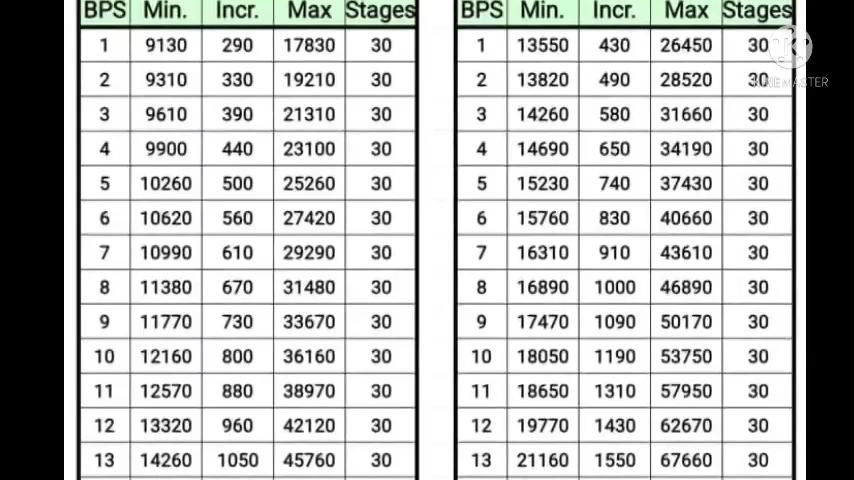 BPS Min. Incr. Max Stages
1 9130 290 17830 30
2 9310 330 19210 30
3 9610 390 21310 30
4 9900 440 23100 30
5 10260 500 25260 30
6 10620 560 27420 30
7 10990 610 29290 30
8 11380 670 31480 30
9 11770 730 33670 30
10 12160 800 36160 30
11 12570 880 38970 30
12 13320 960 42120 30
13 14260 1050 45760 30
BPS Min. Incr. Max Stages
1 13550 430 26450 30
2 13820 490 28520 30
3 14260 580 31660 30
4 14690 650 34190 30
5 15230 740 37430 30
6 15760 830 40660 30
7 16310 910 43610 30
8 16890 1000 46890 30
9 17470 1090 50170 30
10 18050 1190 53750 30
11 18650 1310 57950 30
12 19770 1430 62670 30
13 21160 1550 67660 30
KINEMASTER